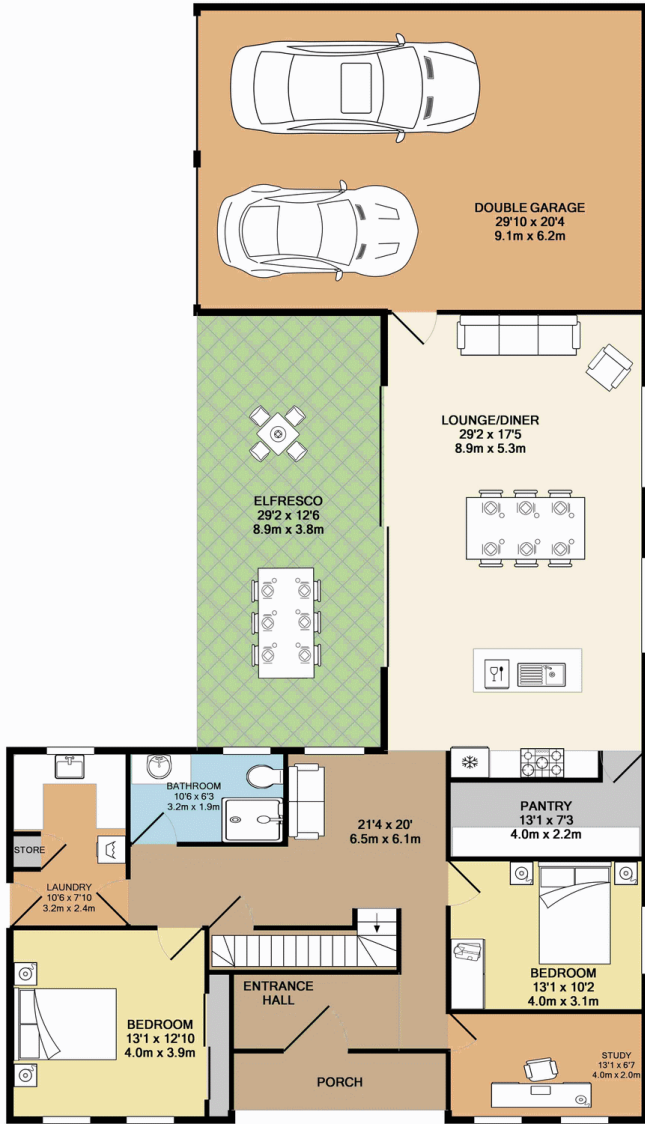 DOUBLE GARAGE
29'10 x 20'4
9.1m x 6.2m
LOUNGE/DINER
29'2 x 17'5
8.9m x 5.3m
ELFRESCO
29'2 x 12'6
8.9m x 3.8m
BATHROOM
10'6 x 6'3
3.2m x 1.9m
21'4 x 20'
6.5m x 6.1m
PANTRY
13'1 x 7'3
4.0m x 2.2m
STORE
LAUNDRY
10'6 x 7'10
3.2m x 2.4m
BEDROOM
13'1 x 10'2
4.0m x 3.1m
ENTRANCE
HALL
BEDROOM
13'1 x 12'10
4.0m x 3.9m
STUDY
13'1 x 6'7
4.0m x 2.0m
PORCH